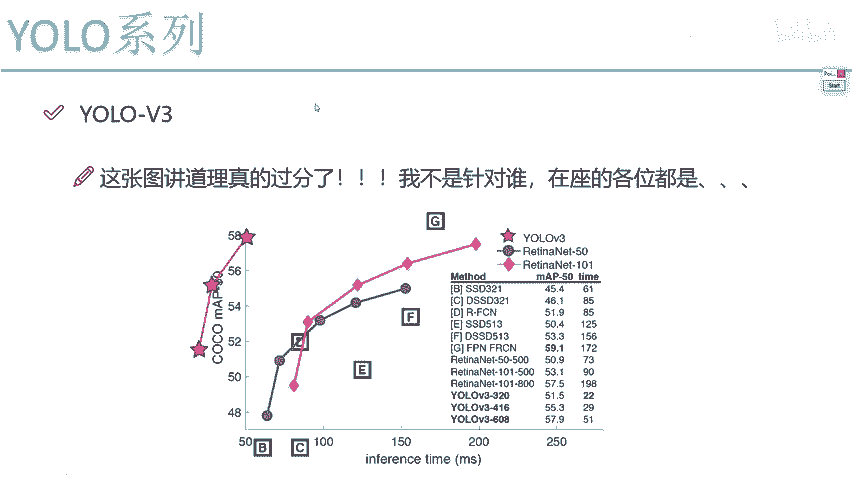 YOLO系列
Start
YOLO-V3
这张图讲道理真的过分了！！！我不是针对谁，在座的各位都是、、、
G
58
56
54
52
50
48
COCO
F
E
B
C
50
100
150
200
250
inference time (ms)
YOLOv3
RetinaNet-50
RetinaNet-101
Method mAP-50 time
[B] SSD321 45.4 61
[C] DSSD321 46.1 85
[D] R-FCN 51.9 85
[E] SSD513 50.4 125
[F] DSSD513 53.3 156
[G] FPN FRCN 59.1 172
RetinaNet-50-500 50.9 73
RetinaNet-101-500 53.1 90
RetinaNet-101-800 57.5 198
YOLOv3-320 51.5 22
YOLOv3-416 55.3 29
YOLOv3-608 57.9 51